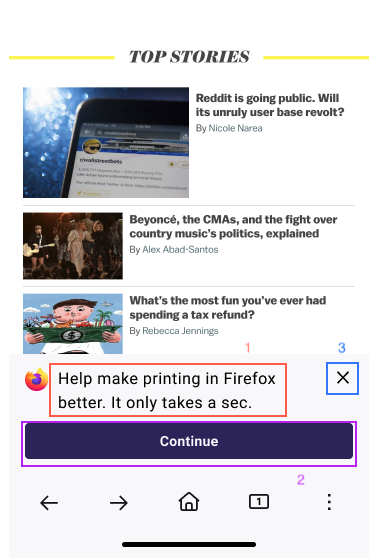 TOP STORIES
Reddit is going public. Will
its unruly user base revolt?
By Nicole Narea
r/wallstreetbets
Beyoncé, the CMAs, and the fight over
country music’s politics, explained
By Alex Abad-Santos
What’s the most fun you’ve ever had
spending a tax refund?
By Rebecca Jennings
1
3
Help make printing in Firefox
better. It only takes a sec.
Continue
2
1